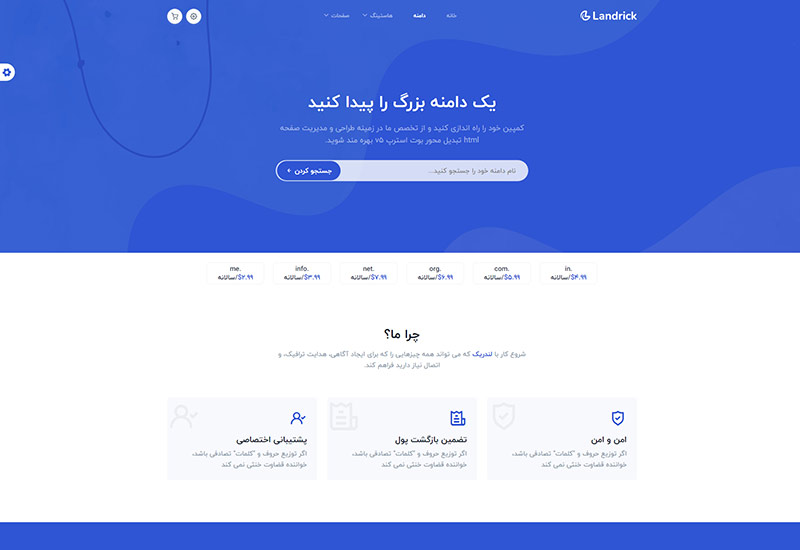 Landrick
خانه
دامنه
هاستینگ
صفحات
یک دامنه بزرگ را پیدا کنید
کمپین خود را راه اندازی کنید و از تخصص ما در زمینه طراحی و مدیریت صفحه
html تبدیل محور بوت استرپ v5 بهره مند شوید.
نام دامنه خود را جستجو کنید...
جستجو کردن
in.
$۴.۹۹/سالانه
com.
$۵.۹۹/سالانه
org.
$۶.۹۹/سالانه
net.
$۷.۹۹/سالانه
info.
$۳.۹۹/سالانه
me.
$۲.۹۹/سالانه
چرا ما؟
شروع کار با لندریک که می تواند همه چیزهایی را که برای ایجاد آگاهی، هدایت ترافیک، و
اتصال نیاز دارید فراهم کند.
امن و امن
اگر توزیع حروف و "کلمات" تصادفی باشد،
خواننده قضاوت خنثی نمی کند
تضمین بازگشت پول
اگر توزیع حروف و "کلمات" تصادفی باشد،
خواننده قضاوت خنثی نمی کند
پشتیبانی اختصاصی
اگر توزیع حروف و "کلمات" تصادفی باشد،
خواننده قضاوت خنثی نمی کند